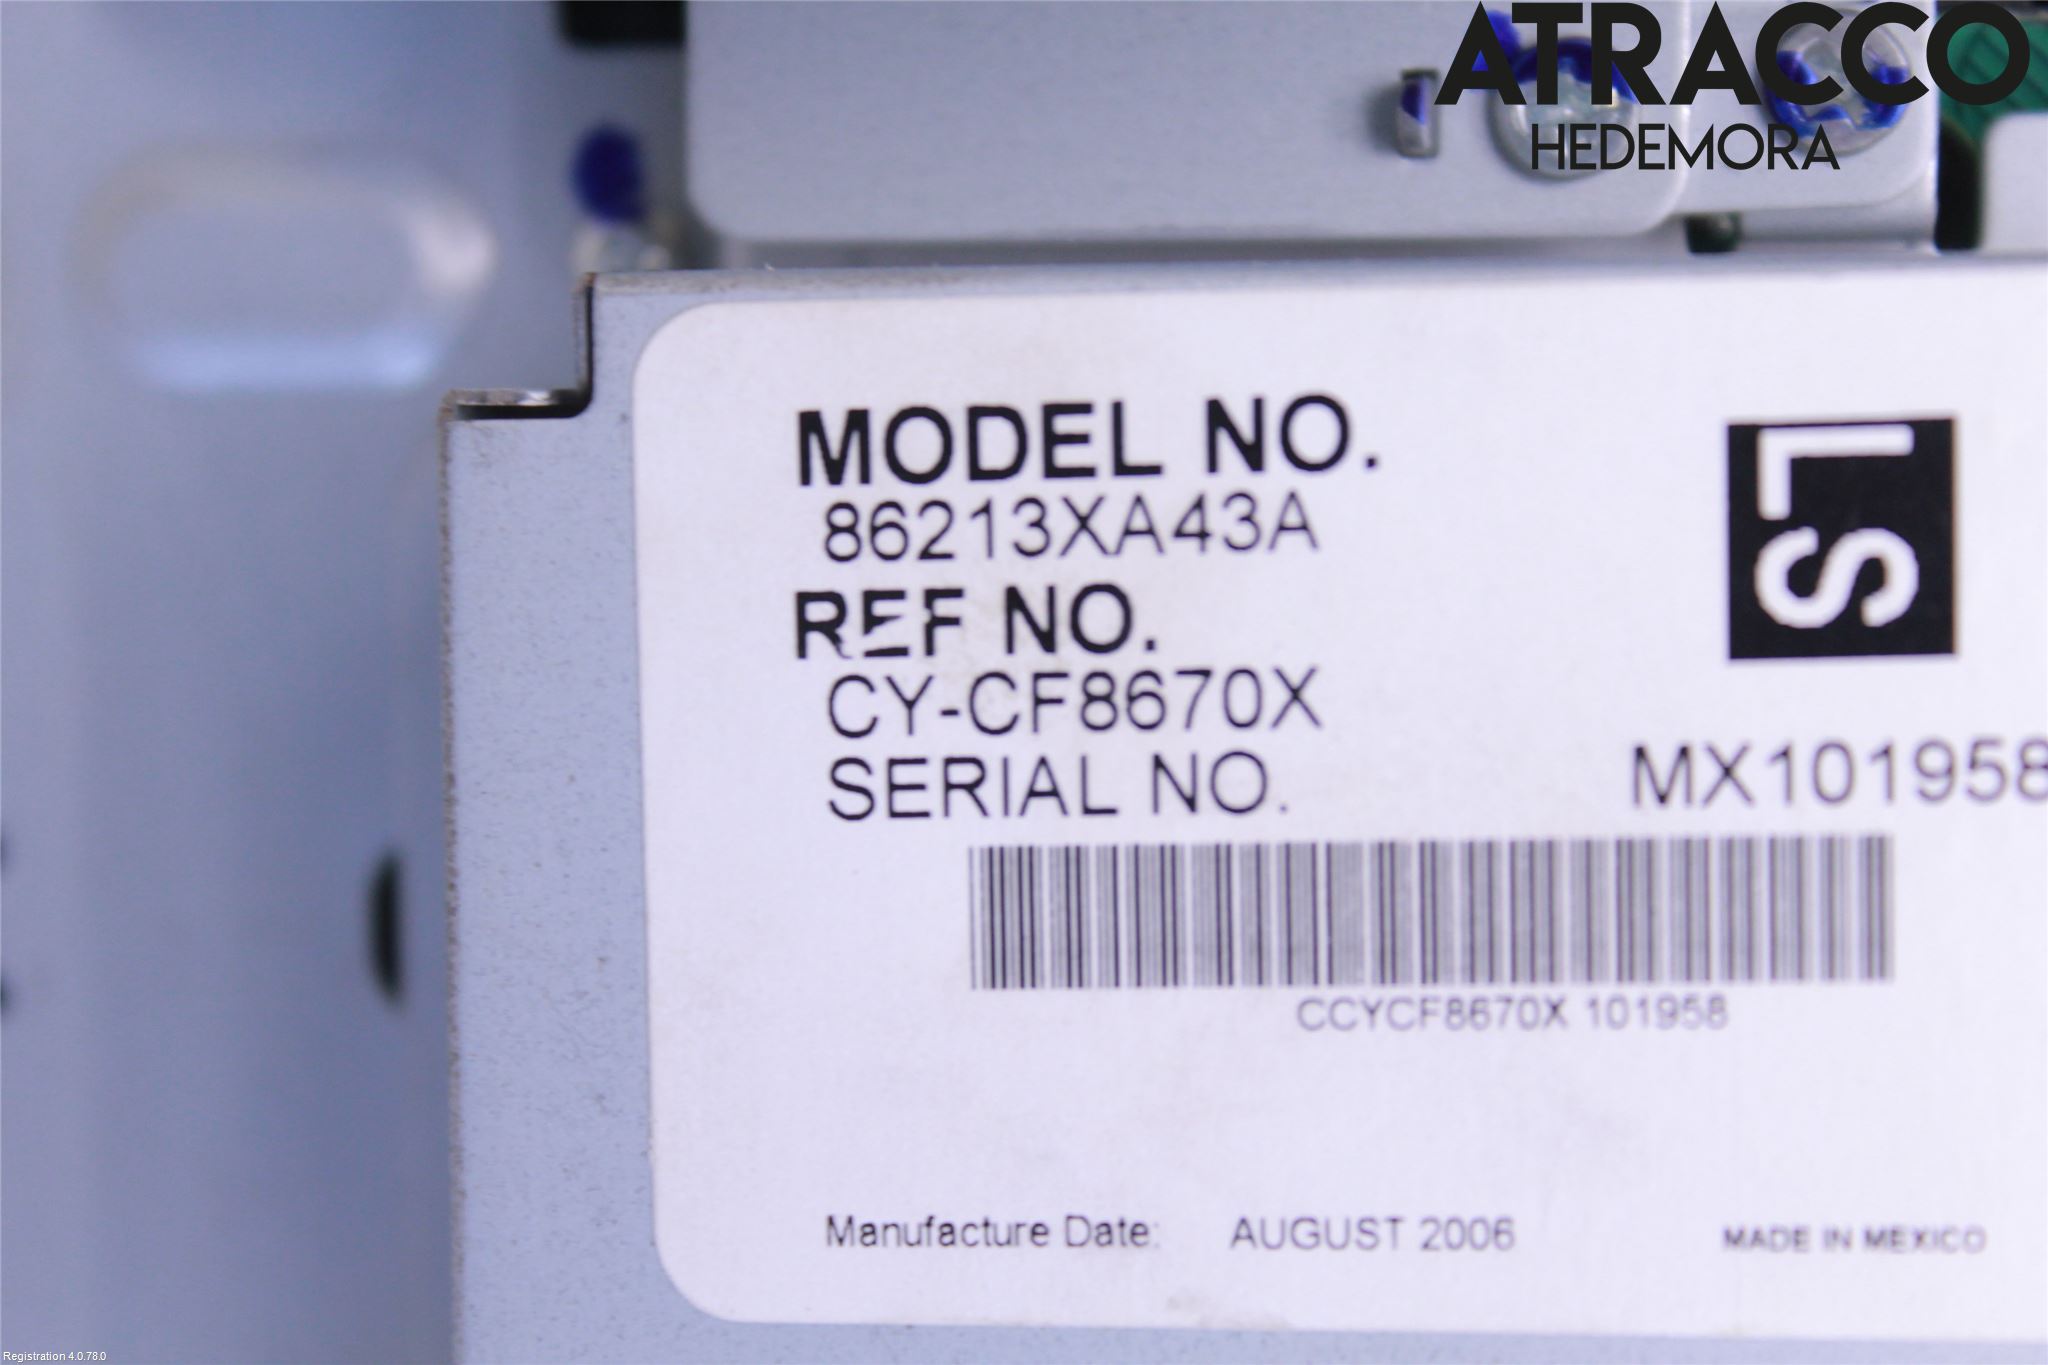 ATRACCO
HEDEMORA
MODEL NO.
86213XA43A
LS
REF NO.
CY-CF8670X
SERIAL NO. MX101958
CCYCF8670X 101958
Manufacture Date: AUGUST 2006 MADE IN MEXICO
Registration 4.0.78.0